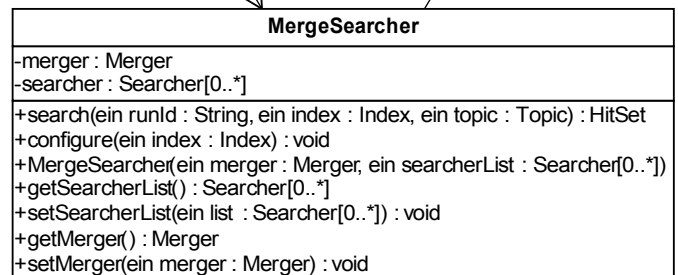 MergeSearcher
-merger : Merger
-searcher : Searcher[0..*]
+search(ein runId : String, ein index : Index, ein topic : Topic) : HitSet
+configure(ein index : Index) : void
+MergeSearcher(ein merger : Merger, ein searcherList : Searcher[0..*])
+getSearcherList() : Searcher[0..*]
+setSearcherList(ein list : Searcher[0..*]) : void
+getMerger() : Merger
+setMerger(ein merger : Merger) : void